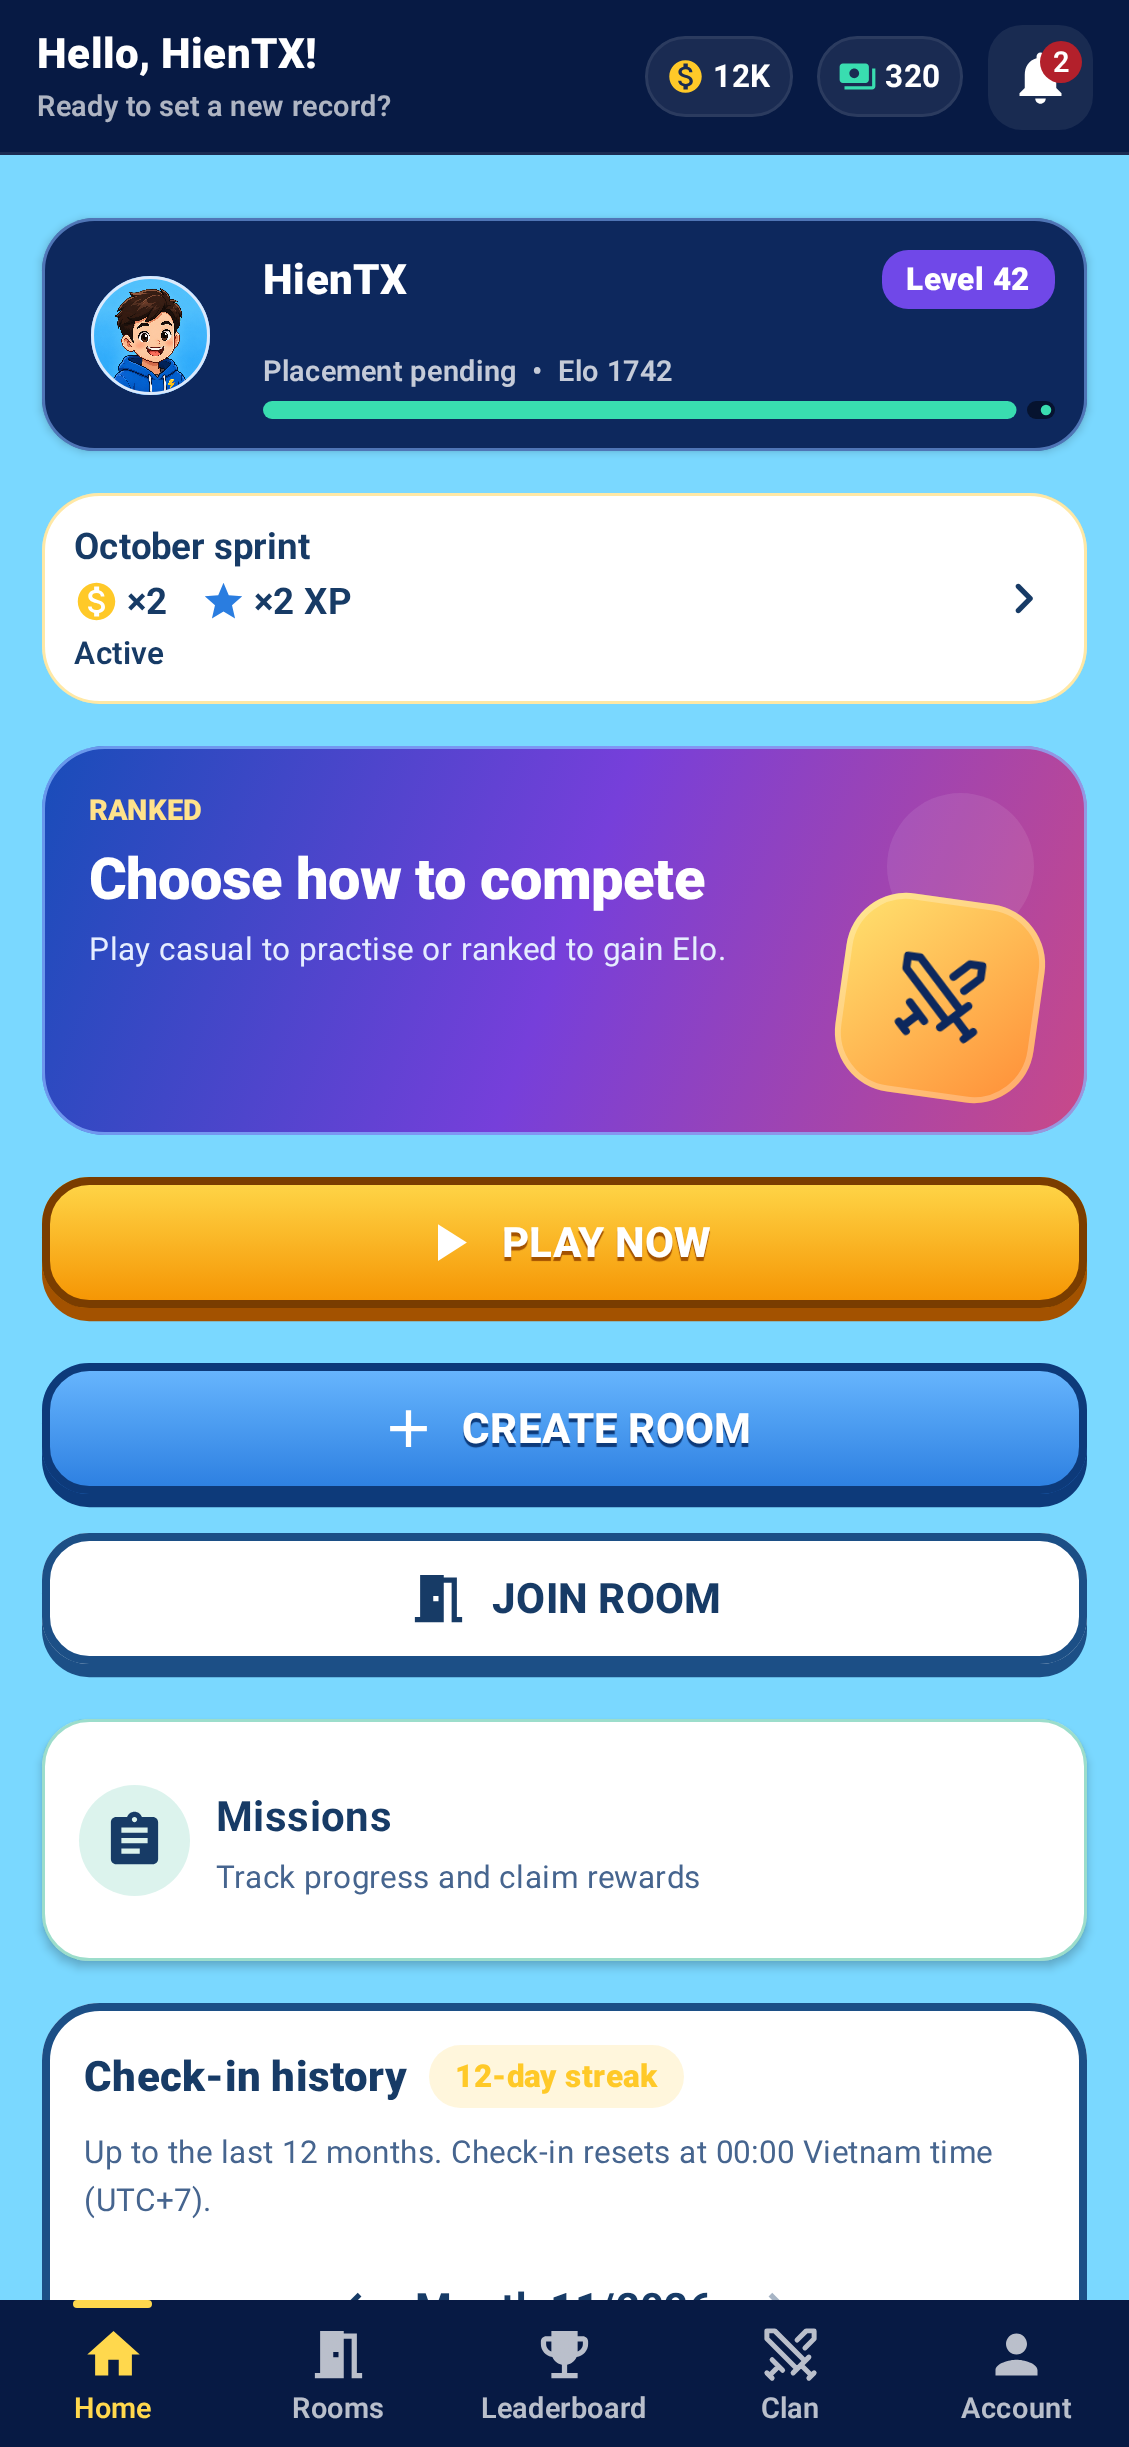 Hello, HienTX!
Ready to set a new record?
12K
320
2
HienTX
Level 42
Placement pending • Elo 1742
October sprint
×2 ×2 XP
Active
RANKED
Choose how to compete
Play casual to practise or ranked to gain Elo.
PLAY NOW
CREATE ROOM
JOIN ROOM
Missions
Track progress and claim rewards
Check-in history
12-day streak
Up to the last 12 months. Check-in resets at 00:00 Vietnam time
(UTC+7).
Home
Rooms
Leaderboard
Clan
Account